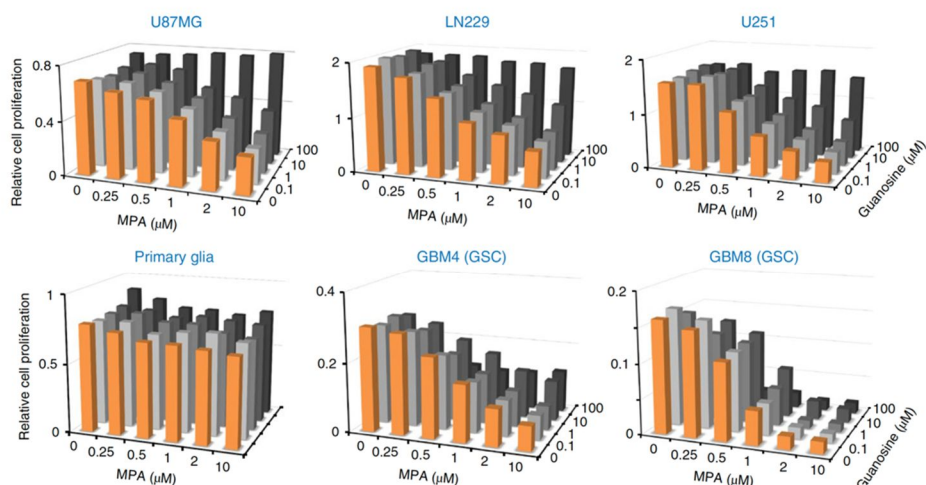 U87MG
LN229
U251
Relative cell proliferation
0.8
0.4
0
0 0.25 0.5 1 2 10
MPA (μM)
0 0.1 1 10 100
2
1
0
0 0.25 0.5 1 2 10
MPA (μM)
0 0.1 1 10 100
2
1
0
0 0.25 0.5 1 2 10
MPA (μM)
0 0.1 1 10 100
Guanosine (μM)
Primary glia
GBM4 (GSC)
GBM8 (GSC)
Relative cell proliferation
1
0.5
0
0 0.25 0.5 1 2 10
MPA (μM)
0.4
0.2
0
0 0.25 0.5 1 2 10
MPA (μM)
0 0.1 1 10 100
0.2
0.1
0
0 0.25 0.5 1 2 10
MPA (μM)
0 0.1 1 10 100
Guanosine (μM)